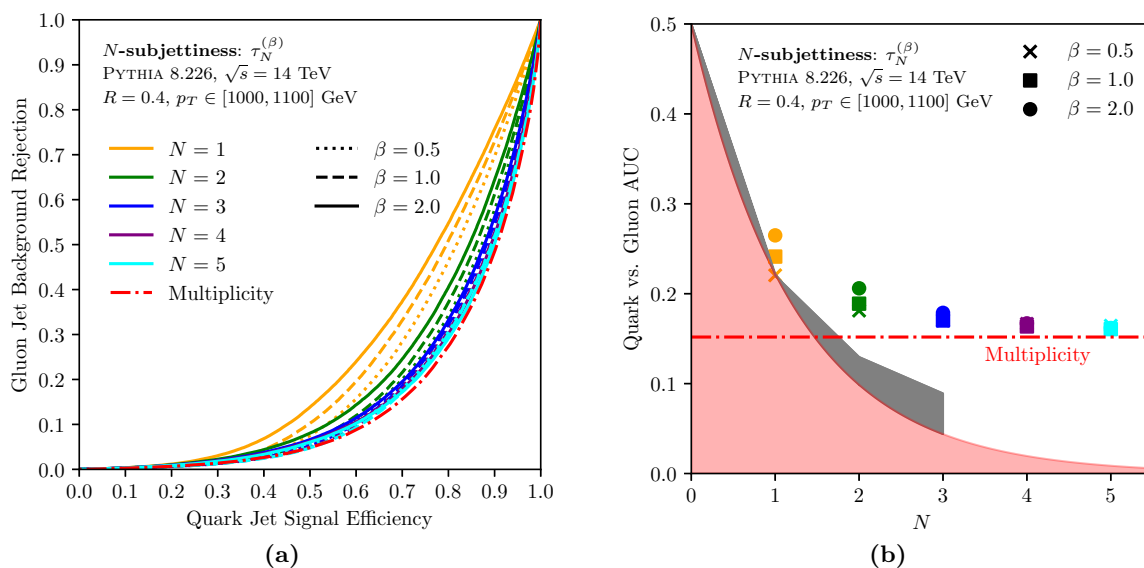 N-subjettiness: τ_N^(β)
PYTHIA 8.226, √s = 14 TeV
R = 0.4, p_T ∈ [1000, 1100] GeV
N = 1
N = 2
N = 3
N = 4
N = 5
Multiplicity
β = 0.5
β = 1.0
β = 2.0
Gluon Jet Background Rejection
1.0
0.9
0.8
0.7
0.6
0.5
0.4
0.3
0.2
0.1
0.0
0.0 0.1 0.2 0.3 0.4 0.5 0.6 0.7 0.8 0.9 1.0
Quark Jet Signal Efficiency
(a)
N-subjettiness: τ_N^(β)
PYTHIA 8.226, √s = 14 TeV
R = 0.4, p_T ∈ [1000, 1100] GeV
β = 0.5
β = 1.0
β = 2.0
Multiplicity
Quark vs. Gluon AUC
0.5
0.4
0.3
0.2
0.1
0.0
0 1 2 3 4 5
N
(b)